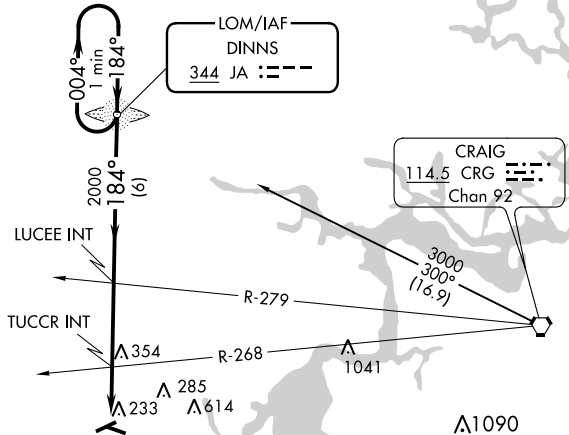 LOM/IAF
DINNS
344 JA
004°
1 min
184°
2000
184°
(6)
CRAIG
114.5 CRG
Chan 92
LUCEE INT
3000
300°
(16.9)
R-279
TUCCR INT
354
R-268
1041
285
233
614
1090